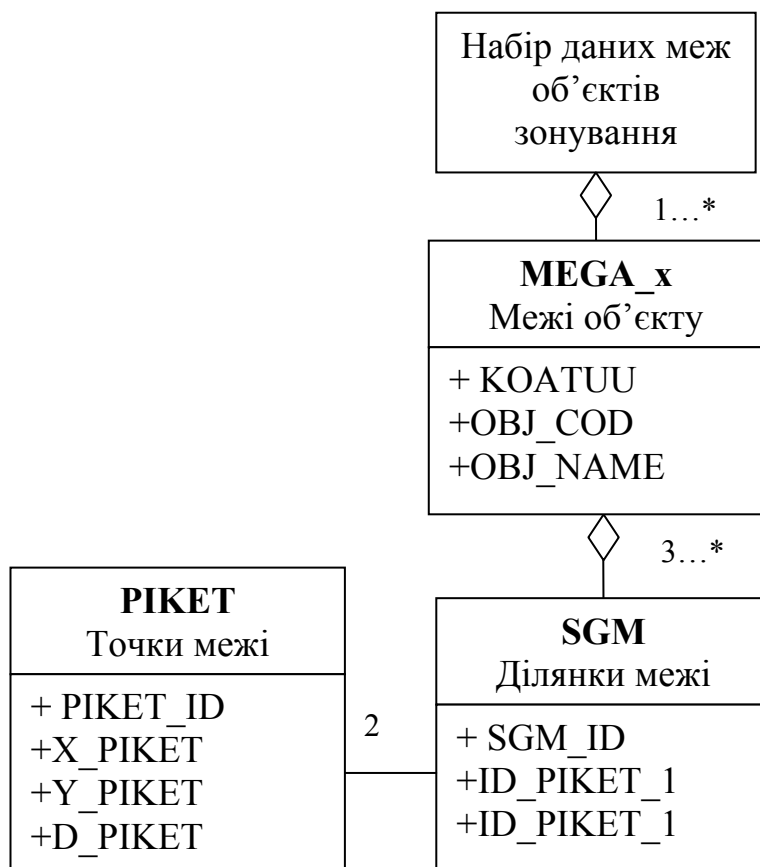 Набір даних меж
об’єктів
зонування
1…*
MEGA_x
Межі об’єкту
+ KOATUU
+OBJ_COD
+OBJ_NAME
3…*
PIKET
Точки межі
+ PIKET_ID
+X_PIKET
+Y_PIKET
+D_PIKET
2
SGM
Ділянки межі
+ SGM_ID
+ID_PIKET_1
+ID_PIKET_1